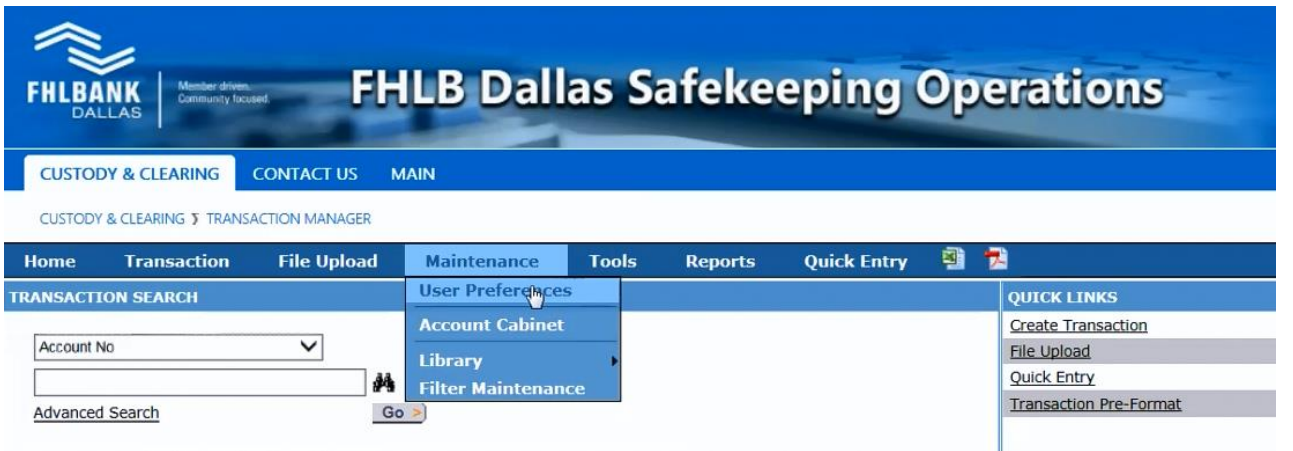 FHLBANK
DALLAS
Member driven.
Community focused.
FHLB Dallas Safekeeping Operations
CUSTODY & CLEARING CONTACT US MAIN
CUSTODY & CLEARING TRANSACTION MANAGER
Home Transaction File Upload Maintenance Tools Reports Quick Entry
TRANSACTION SEARCH
Account No
Advanced Search
Go >
User Preferences
Account Cabinet
Library
Filter Maintenance
QUICK LINKS
Create Transaction
File Upload
Quick Entry
Transaction Pre-Format